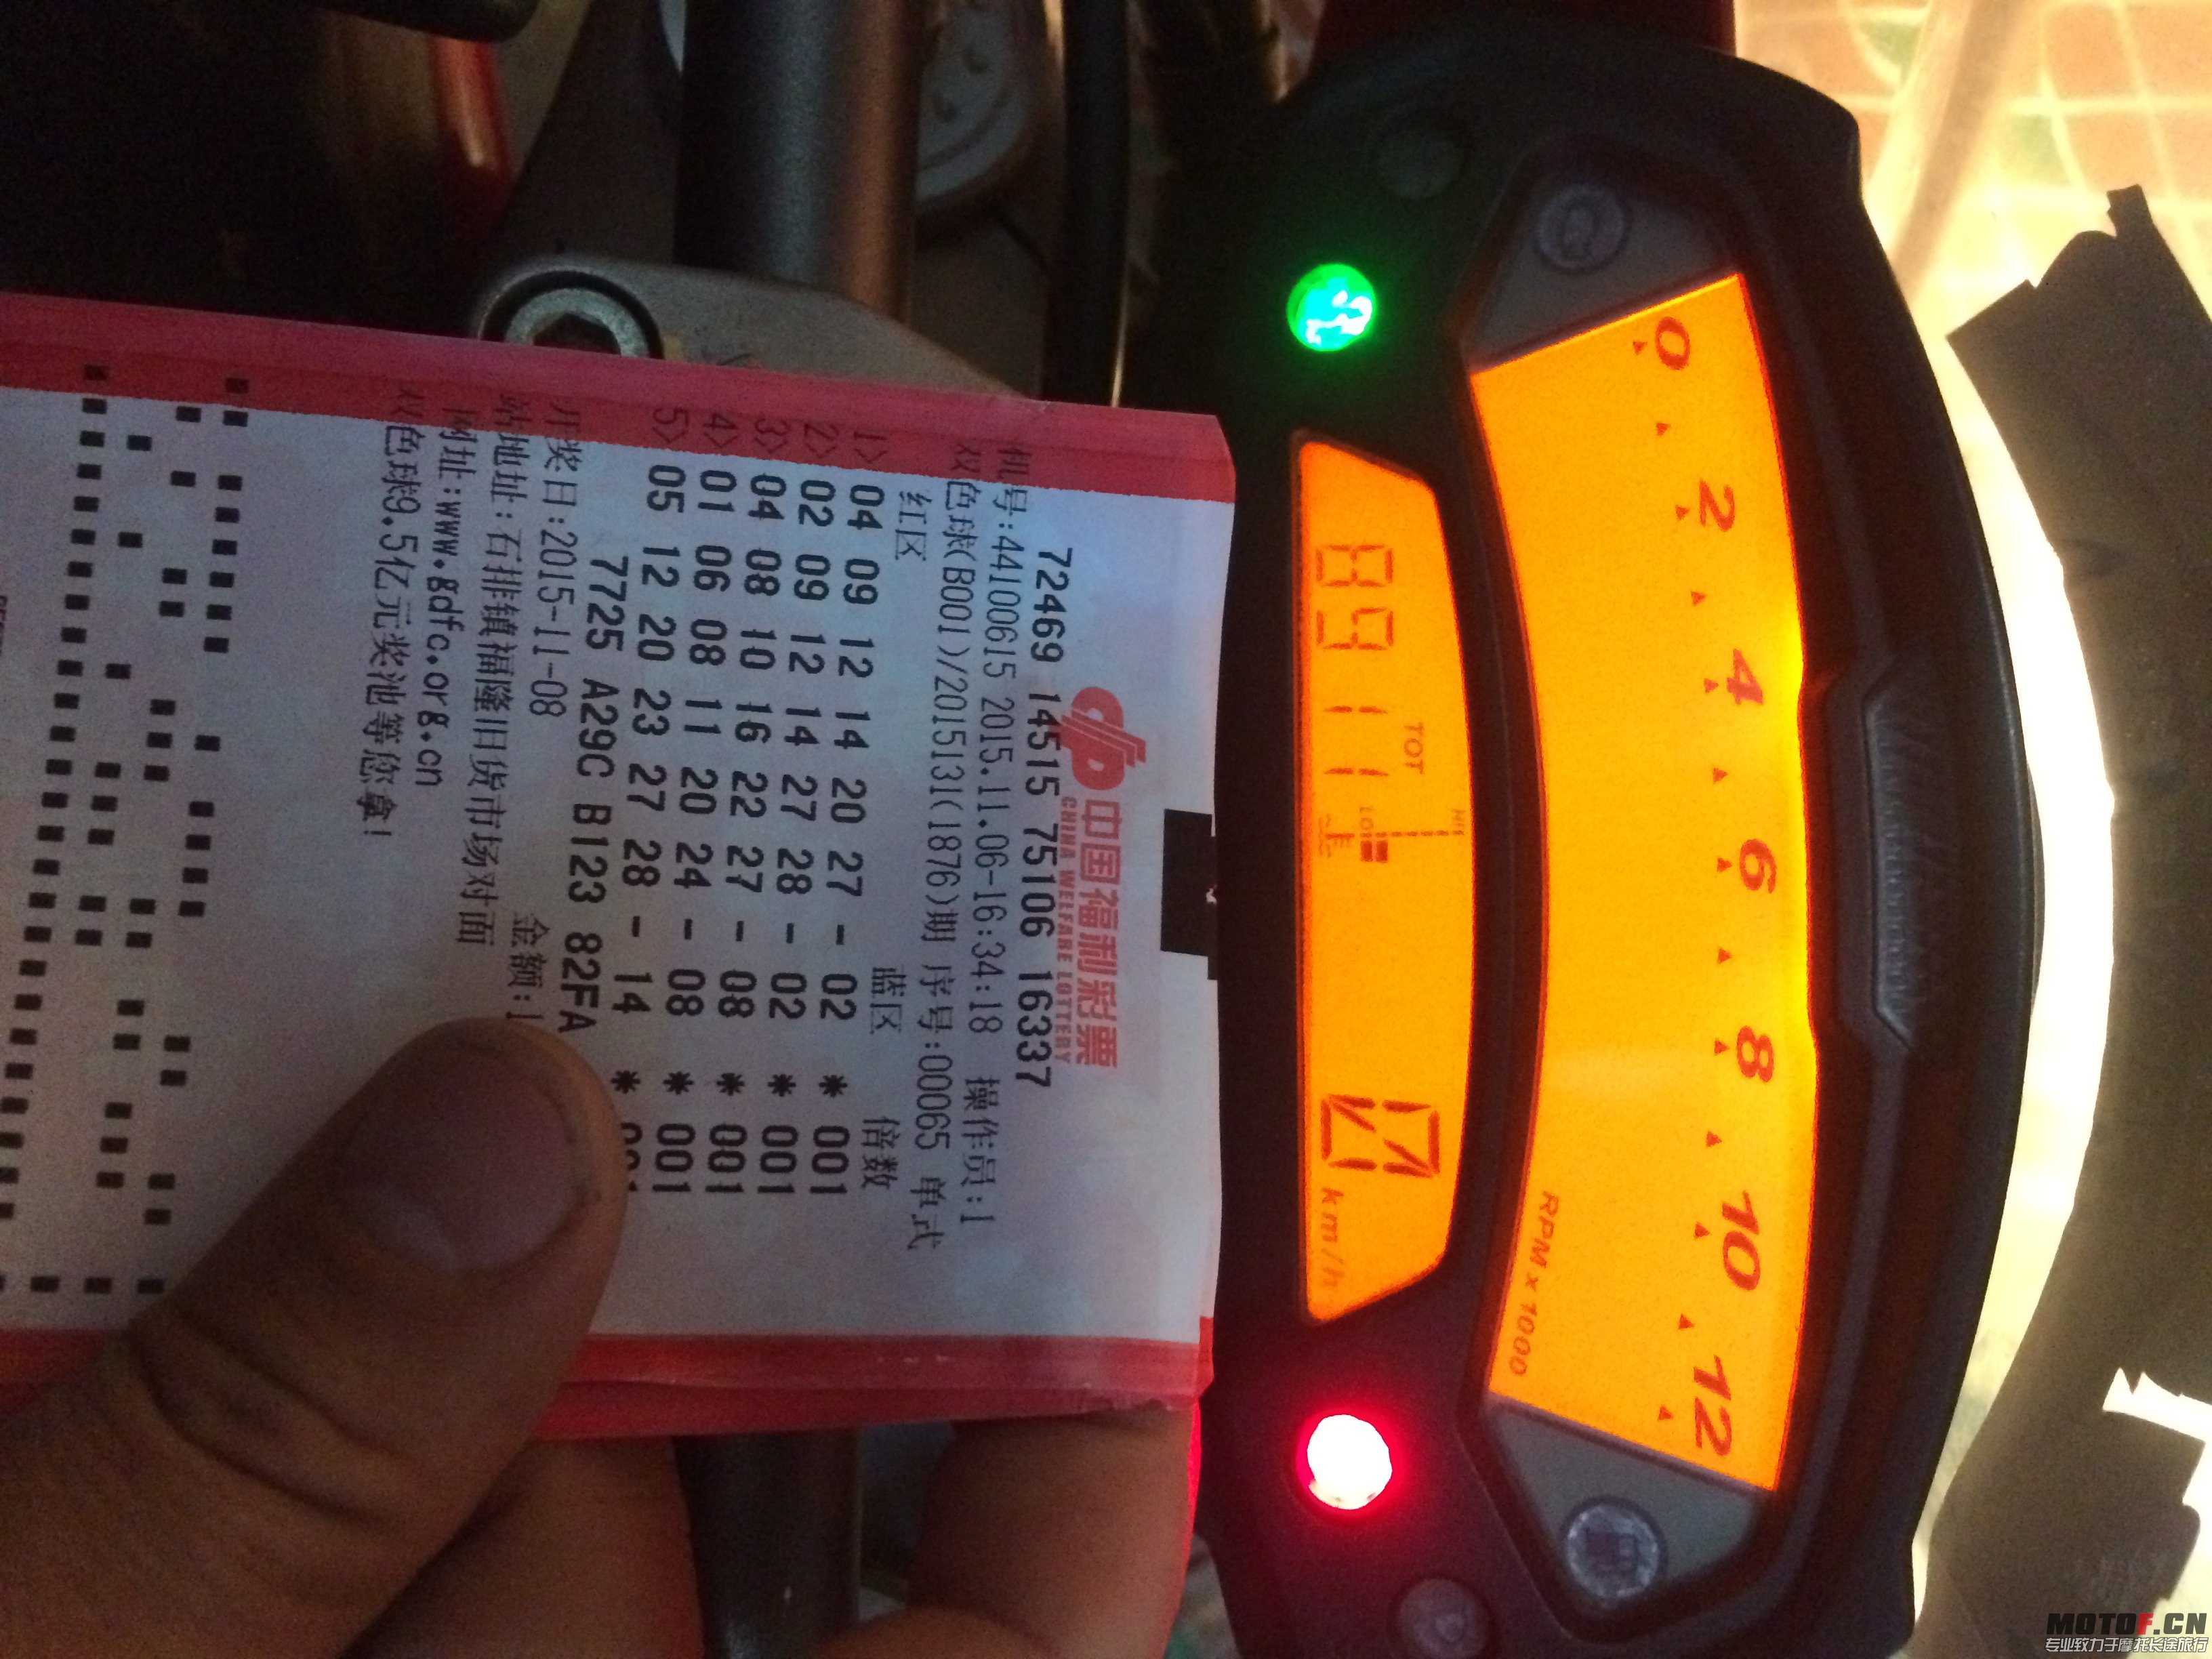 中国福利彩票
CHINA WELFARE LOTTERY
72469 14515 75106 16337
机号:44100615 2015.11.06-16:34:18 操作员:1
双色球(B001)/2015131(1876)期 序号:00065 单式
红区 蓝区 倍数
1> 04 09 12 14 20 27 - 02 * 001
2> 02 09 12 14 27 28 - 02 * 001
3> 04 08 10 16 22 27 - 08 * 001
4> 01 06 08 11 20 24 - 08 * 001
5> 05 12 20 23 27 28 - 14 * 001
7725 A29C B123 82FA
开奖日:2015-11-08 金额:1
站地址:石排镇福隆旧货市场对面
网址:www.gdfc.org.cn
双色球9.5亿元奖池等您拿!
0 2 4 6 8 10 12
RPM x 1000
TOT
HI
LO
km/h
MOTOF.CN
专业致力于摩托长途旅行